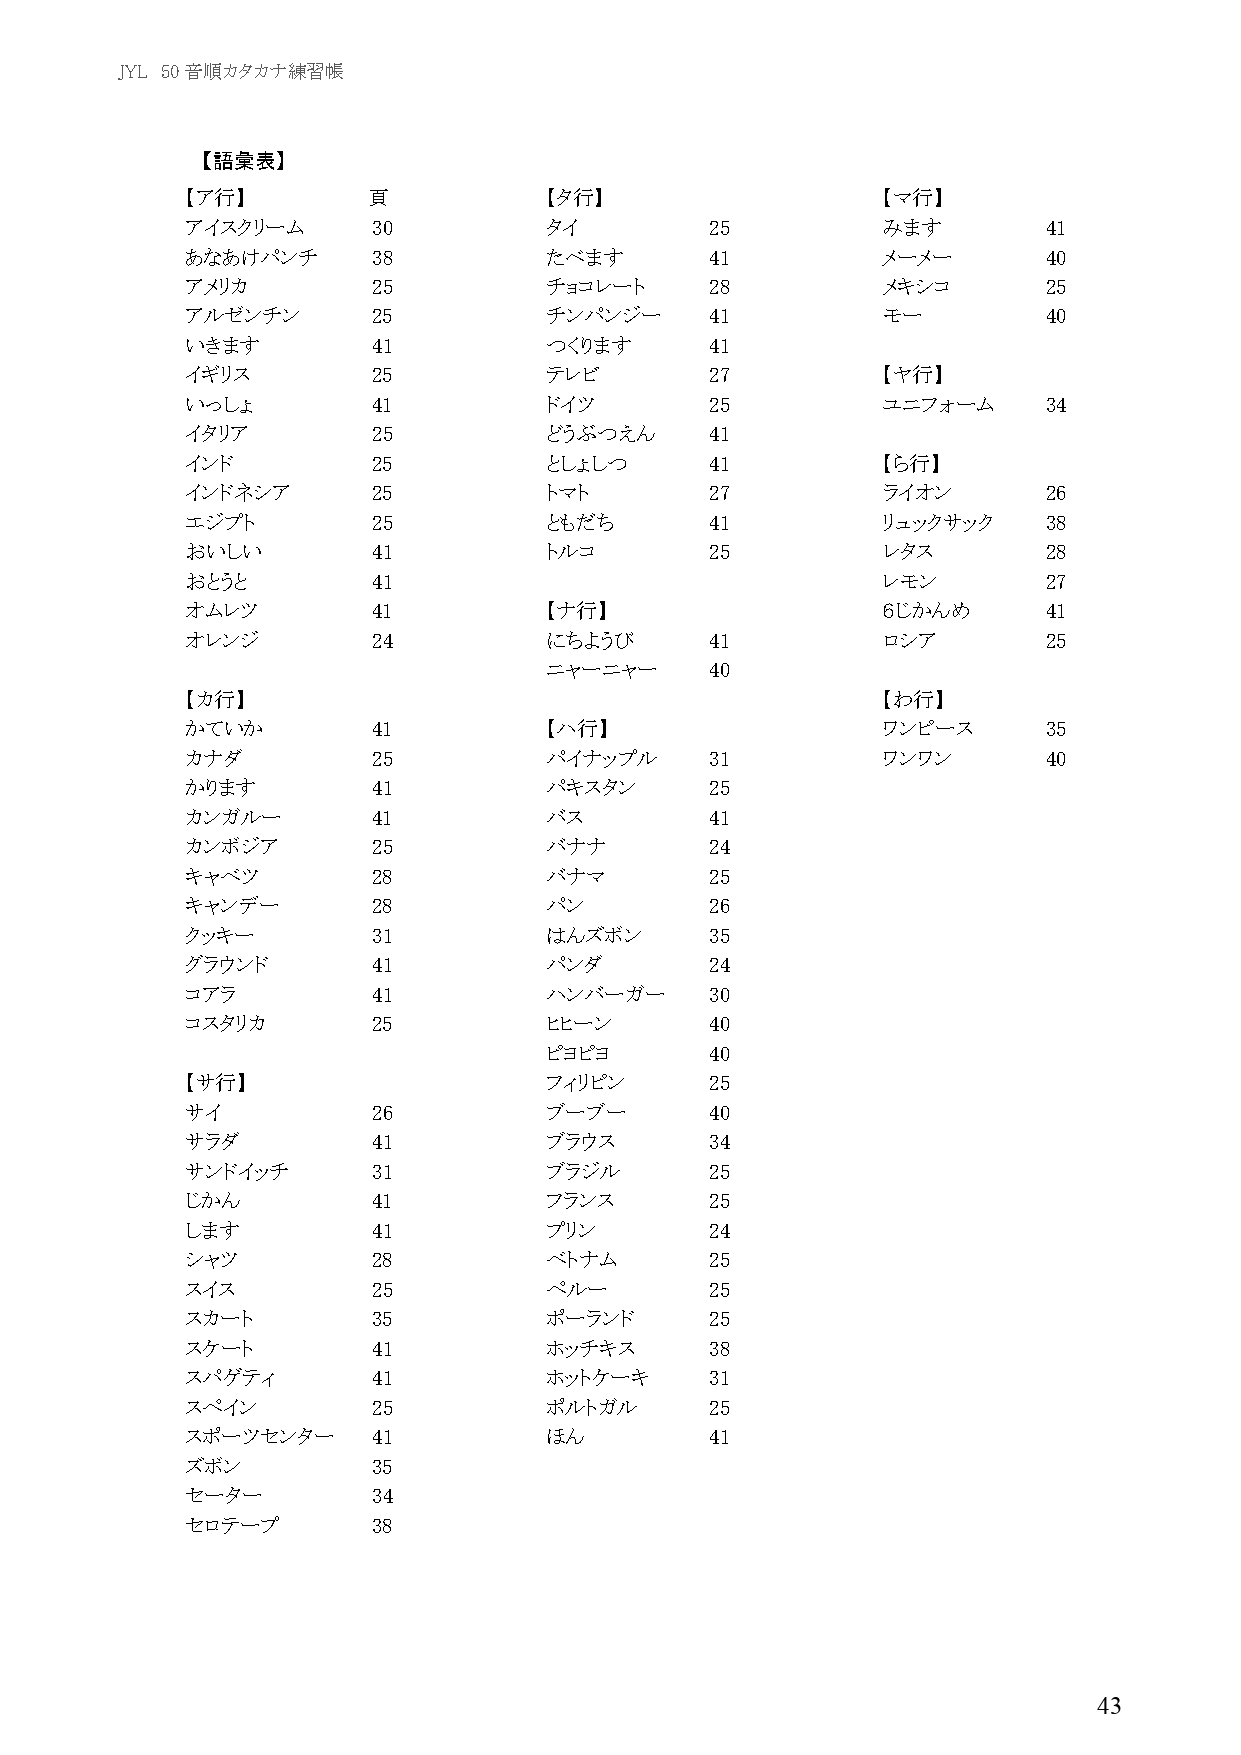 JYL 50音順カタカナ練習帳
【語彙表】
【ア行】 頁
アイスクリーム 30
あなあけパンチ 38
アメリカ 25
アルゼンチン 25
いきます 41
イギリス 25
いっしょ 41
イタリア 25
インド 25
インドネシア 25
エジプト 25
おいしい 41
おとうと 41
オムレツ 41
オレンジ 24
【カ行】
かていか 41
カナダ 25
かります 41
カンガルー 41
カンボジア 25
キャベツ 28
キャンデー 28
クッキー 31
グラウンド 41
コアラ 41
コスタリカ 25
【サ行】
サイ 26
サラダ 41
サンドイッチ 31
じかん 41
します 41
シャツ 28
スイス 25
スカート 35
スケート 41
スパゲティ 41
スペイン 25
スポーツセンター 41
ズボン 35
セーター 34
セロテープ 38
【タ行】
タイ 25
たべます 41
チョコレート 28
チンパンジー 41
つくります 41
テレビ 27
ドイツ 25
どうぶつえん 41
としょしつ 41
トマト 27
ともだち 41
トルコ 25
【ナ行】
にちようび 41
ニャーニャー 40
【ハ行】
パイナップル 31
パキスタン 25
バス 41
バナナ 24
パナマ 25
パン 26
はんズボン 35
パンダ 24
ハンバーガー 30
ヒヒーン 40
ピヨピヨ 40
フィリピン 25
ブーブー 40
ブラウス 34
ブラジル 25
フランス 25
プリン 24
ベトナム 25
ペルー 25
ポーランド 25
ホッチキス 38
ホットケーキ 31
ポルトガル 25
ほん 41
【マ行】
みます 41
メーメー 40
メキシコ 25
モー 40
【ヤ行】
ユニフォーム 34
【ら行】
ライオン 26
リュックサック 38
レタス 28
レモン 27
6じかんめ 41
ロシア 25
【わ行】
ワンピース 35
ワンワン 40
43